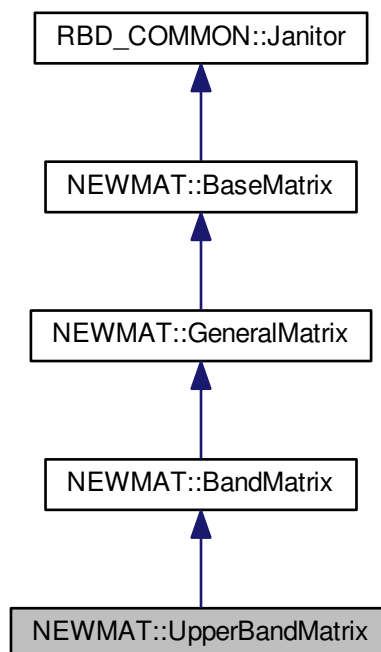 RBD_COMMON::Janitor
NEWMAT::BaseMatrix
NEWMAT::GeneralMatrix
NEWMAT::BandMatrix
NEWMAT::UpperBandMatrix